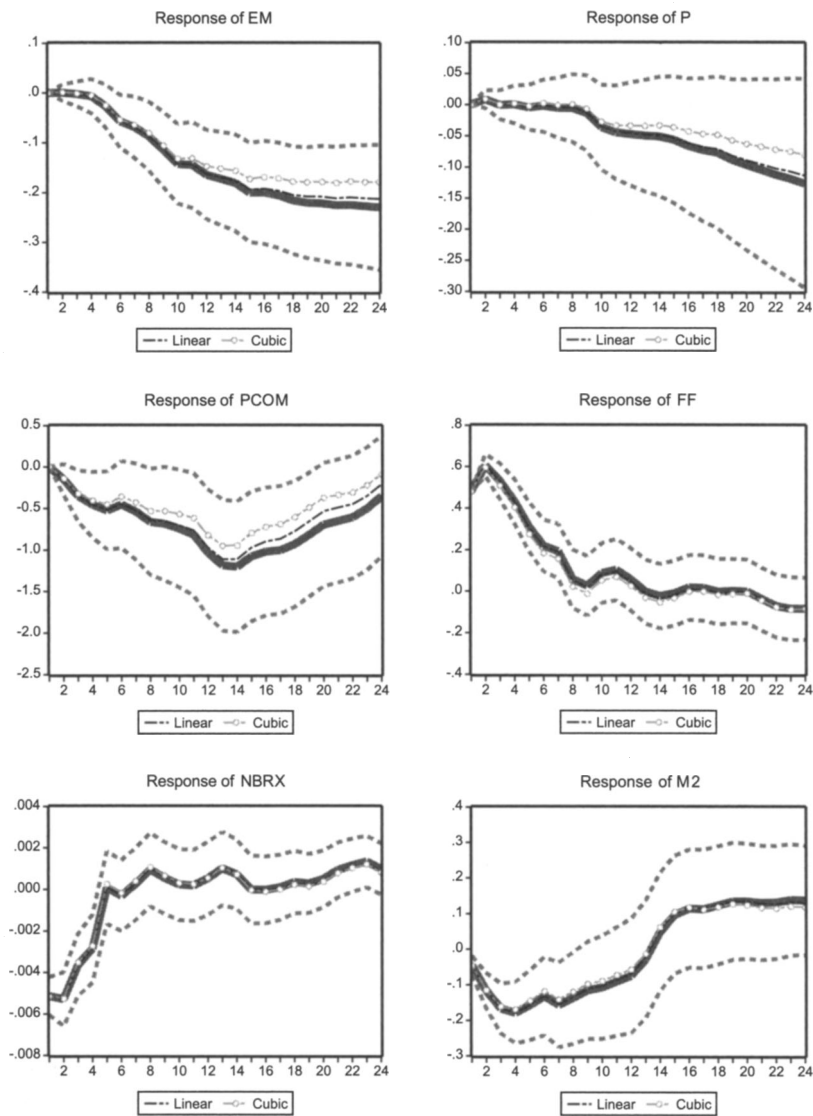 Response of EM
.1
.0
-.1
-.2
-.3
-.4
2 4 6 8 10 12 14 16 18 20 22 24
Linear Cubic
Response of P
.10
.05
.00
-.05
-.10
-.15
-.20
-.25
-.30
2 4 6 8 10 12 14 16 18 20 22 24
Linear Cubic
Response of PCOM
0.5
0.0
-0.5
-1.0
-1.5
-2.0
-2.5
2 4 6 8 10 11 14 16 18 20 22 24
Linear Cubic
Response of FF
.8
.6
.4
.2
.0
-.2
-.4
2 4 6 8 10 12 14 16 18 20 22 24
Linear Cubic
Response of NBRX
.004
.002
.000
-.002
-.004
-.006
-.008
2 4 6 8 10 12 14 16 18 20 22 24
Linear Cubic
Response of M2
.4
.3
.2
.1
.0
-.1
-.2
-.3
2 4 6 8 10 12 14 16 18 20 22 24
Linear Cubic